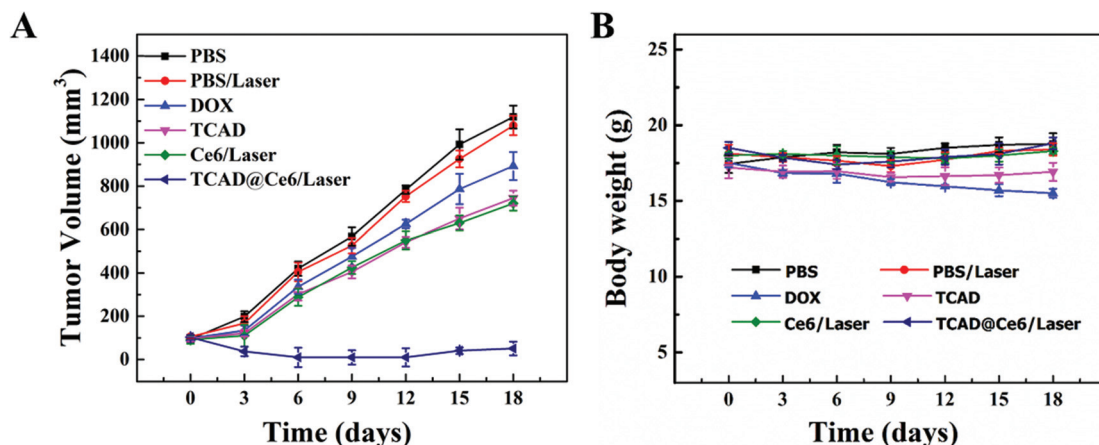 A
Tumor Volume (mm³)
1400
1200
1000
800
600
400
200
0
PBS
PBS/Laser
DOX
TCAD
Ce6/Laser
TCAD@Ce6/Laser
0 3 6 9 12 15 18
Time (days)
B
Body weight (g)
25
20
15
10
5
PBS PBS/Laser
DOX TCAD
Ce6/Laser TCAD@Ce6/Laser
0 3 6 9 12 15 18
Time (days)